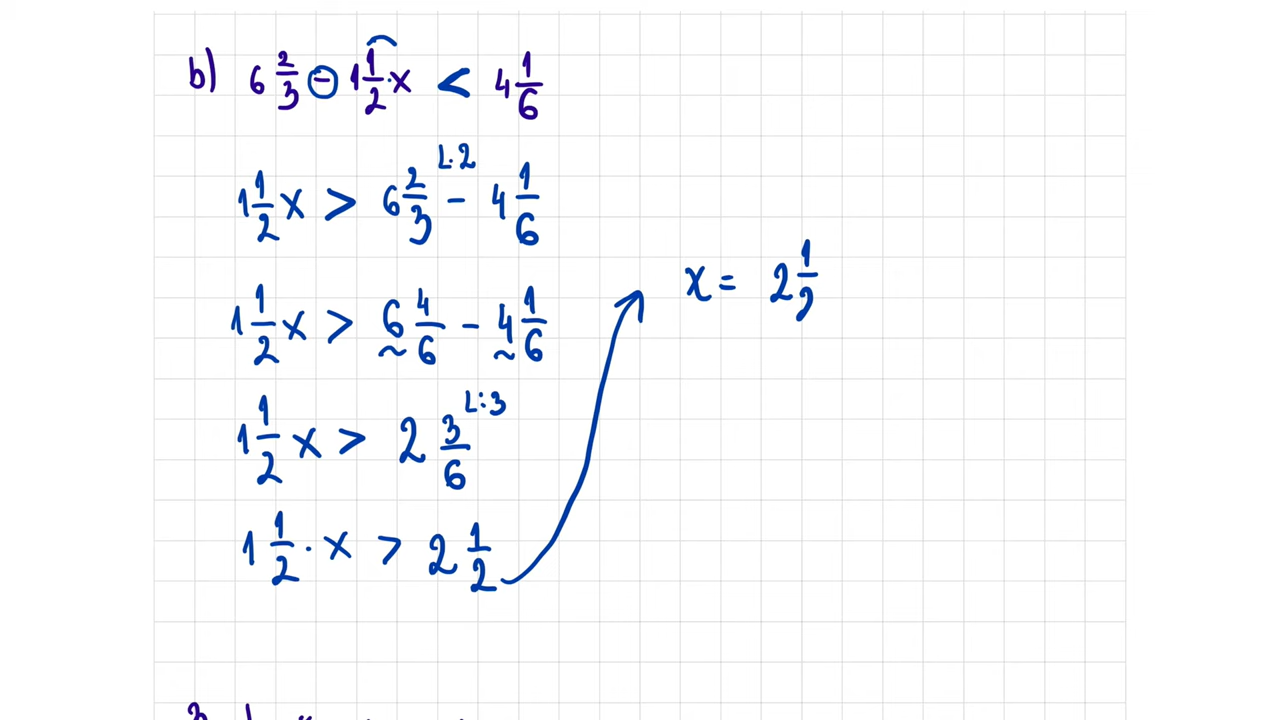 b) 6 2/3 - 1 1/2 · x < 4 1/6
1 1/2 x > 6 2/3 L·2 - 4 1/6
1 1/2 x > 6 4/6 - 4 1/6
1 1/2 x > 2 3/6 L:3
1 1/2 · x > 2 1/2
x = 2 1/2